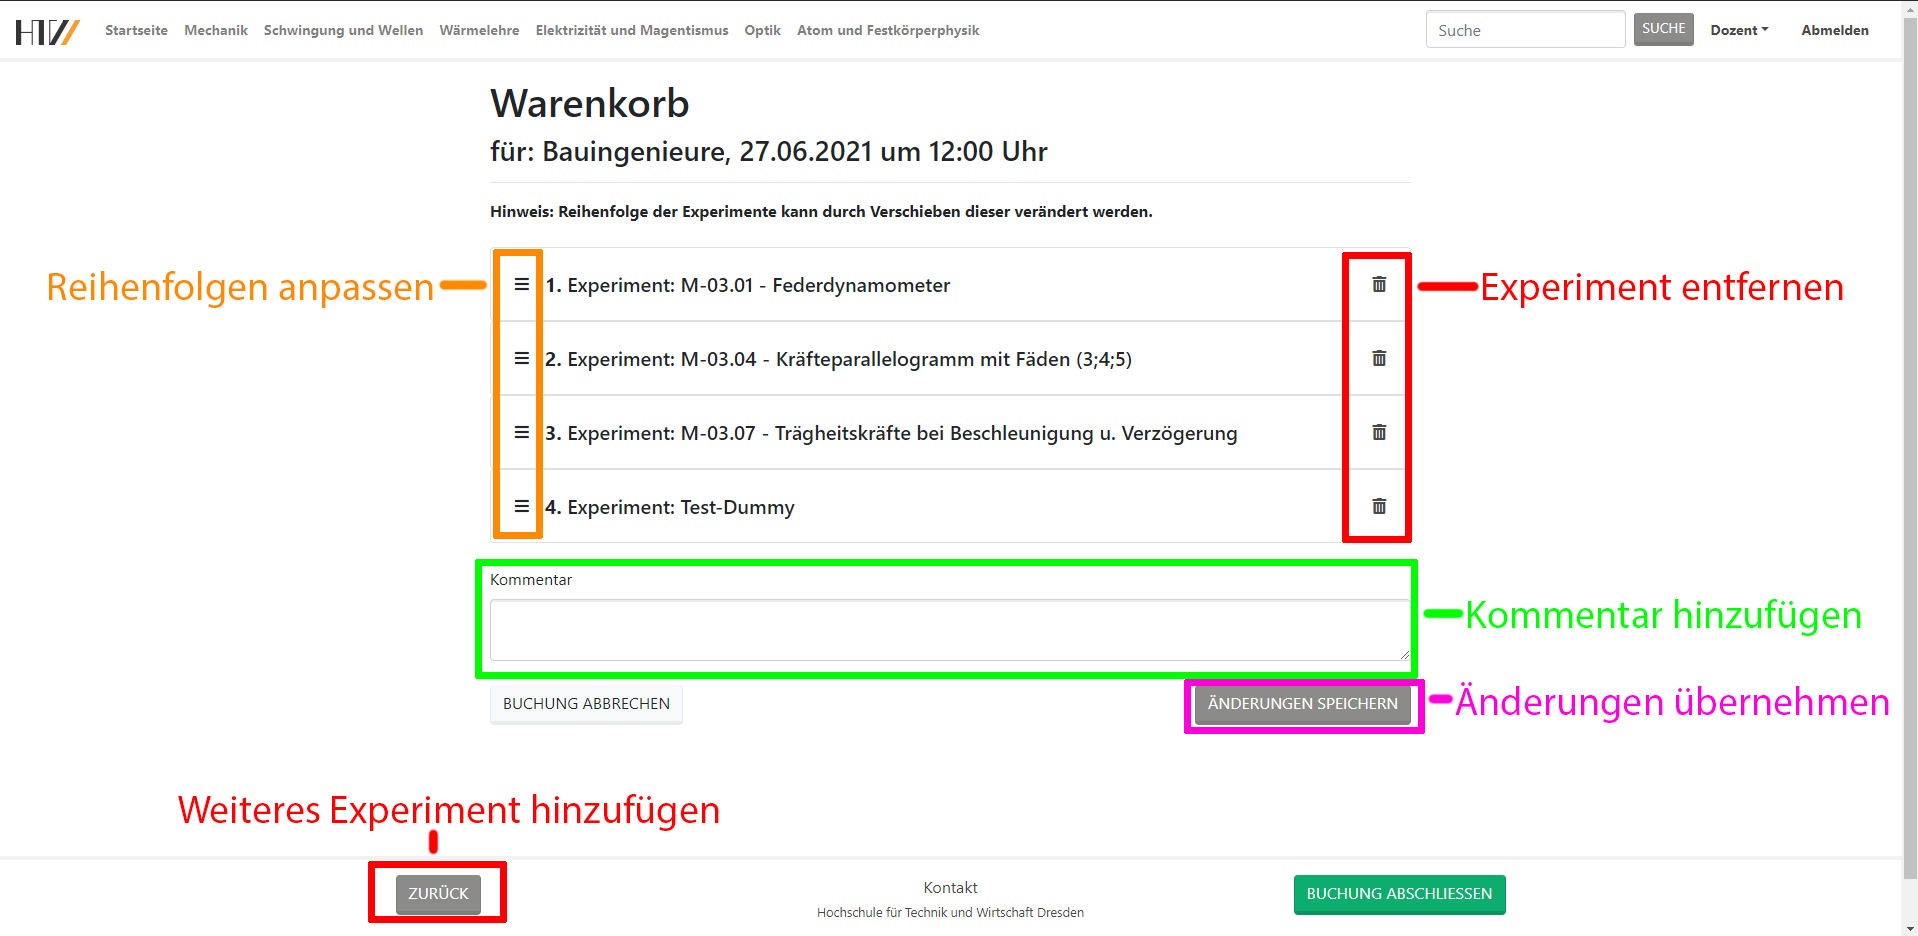 HTW Startseite Mechanik Schwingung und Wellen Wärmelehre Elektrizität und Magentismus Optik Atom und Festkörperphysik Suche SUCHE Dozent Abmelden
Warenkorb
für: Bauingenieure, 27.06.2021 um 12:00 Uhr
Hinweis: Reihenfolge der Experimente kann durch Verschieben dieser verändert werden.
Reihenfolgen anpassen
1. Experiment: M-03.01 - Federdynamometer
Experiment entfernen
2. Experiment: M-03.04 - Kräfteparallelogramm mit Fäden (3;4;5)
3. Experiment: M-03.07 - Trägheitskräfte bei Beschleunigung u. Verzögerung
4. Experiment: Test-Dummy
Kommentar
Kommentar hinzufügen
BUCHUNG ABBRECHEN
ÄNDERUNGEN SPEICHERN
Änderungen übernehmen
Weiteres Experiment hinzufügen
ZURÜCK
Kontakt
Hochschule für Technik und Wirtschaft Dresden
BUCHUNG ABSCHLIESSEN